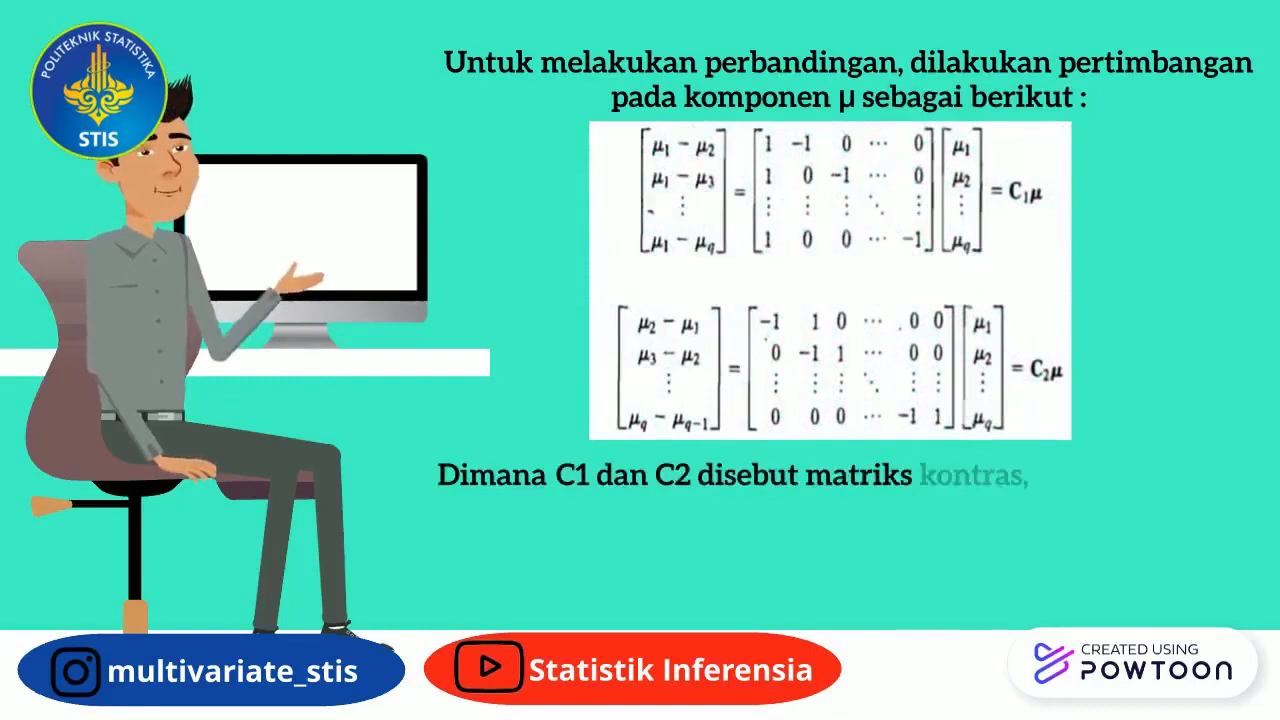 POLITEKNIK STATISTIKA
STIS
Untuk melakukan perbandingan, dilakukan pertimbangan
pada komponen µ sebagai berikut :
[μ₁ − μ₂] [1 −1 0 ⋯ 0] [μ₁]
[μ₁ − μ₃] = [1 0 −1 ⋯ 0] [μ₂] = C₁μ
[⋮] [⋮ ⋮ ⋮ ⋱ ⋮] [⋮]
[μ₁ − μq] [1 0 0 ⋯ −1] [μq]
[μ₂ − μ₁] [−1 1 0 ⋯ 0 0] [μ₁]
[μ₃ − μ₂] = [0 −1 1 ⋯ 0 0] [μ₂] = C₂μ
[⋮] [⋮ ⋮ ⋮ ⋱ ⋮ ⋮] [⋮]
[μq − μq−1] [0 0 0 ⋯ −1 1] [μq]
Dimana C1 dan C2 disebut matriks kontras,
multivariate_stis
Statistik Inferensia
CREATED USING
POWTOON